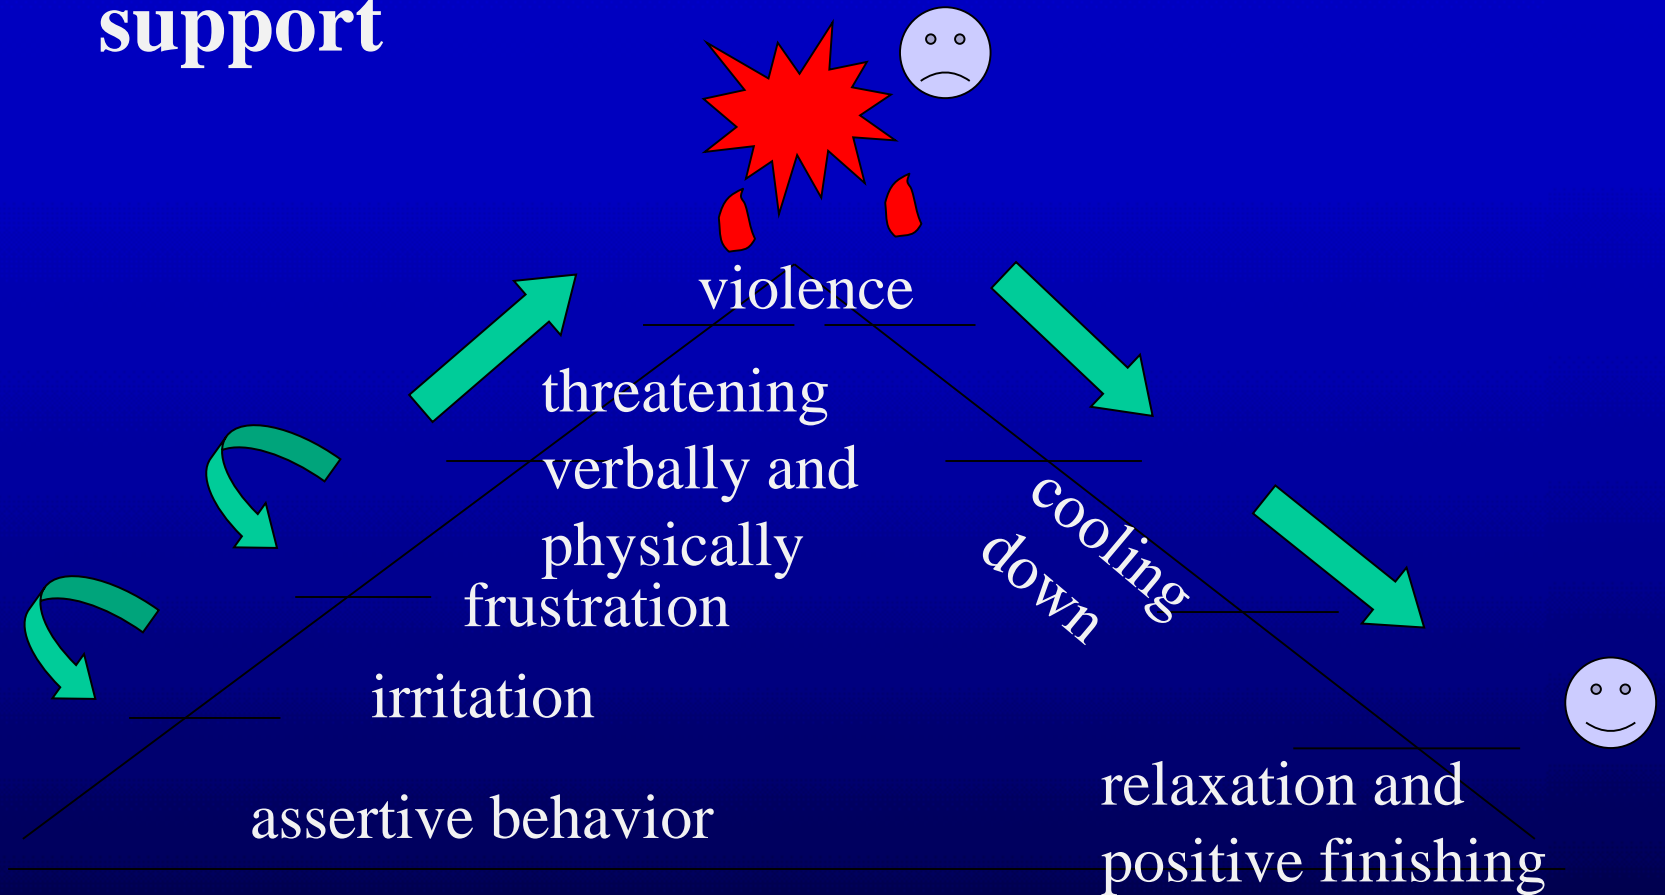 support
violence
threatening
verbally and
physically
frustration
irritation
assertive behavior
cooling
down
relaxation and
positive finishing